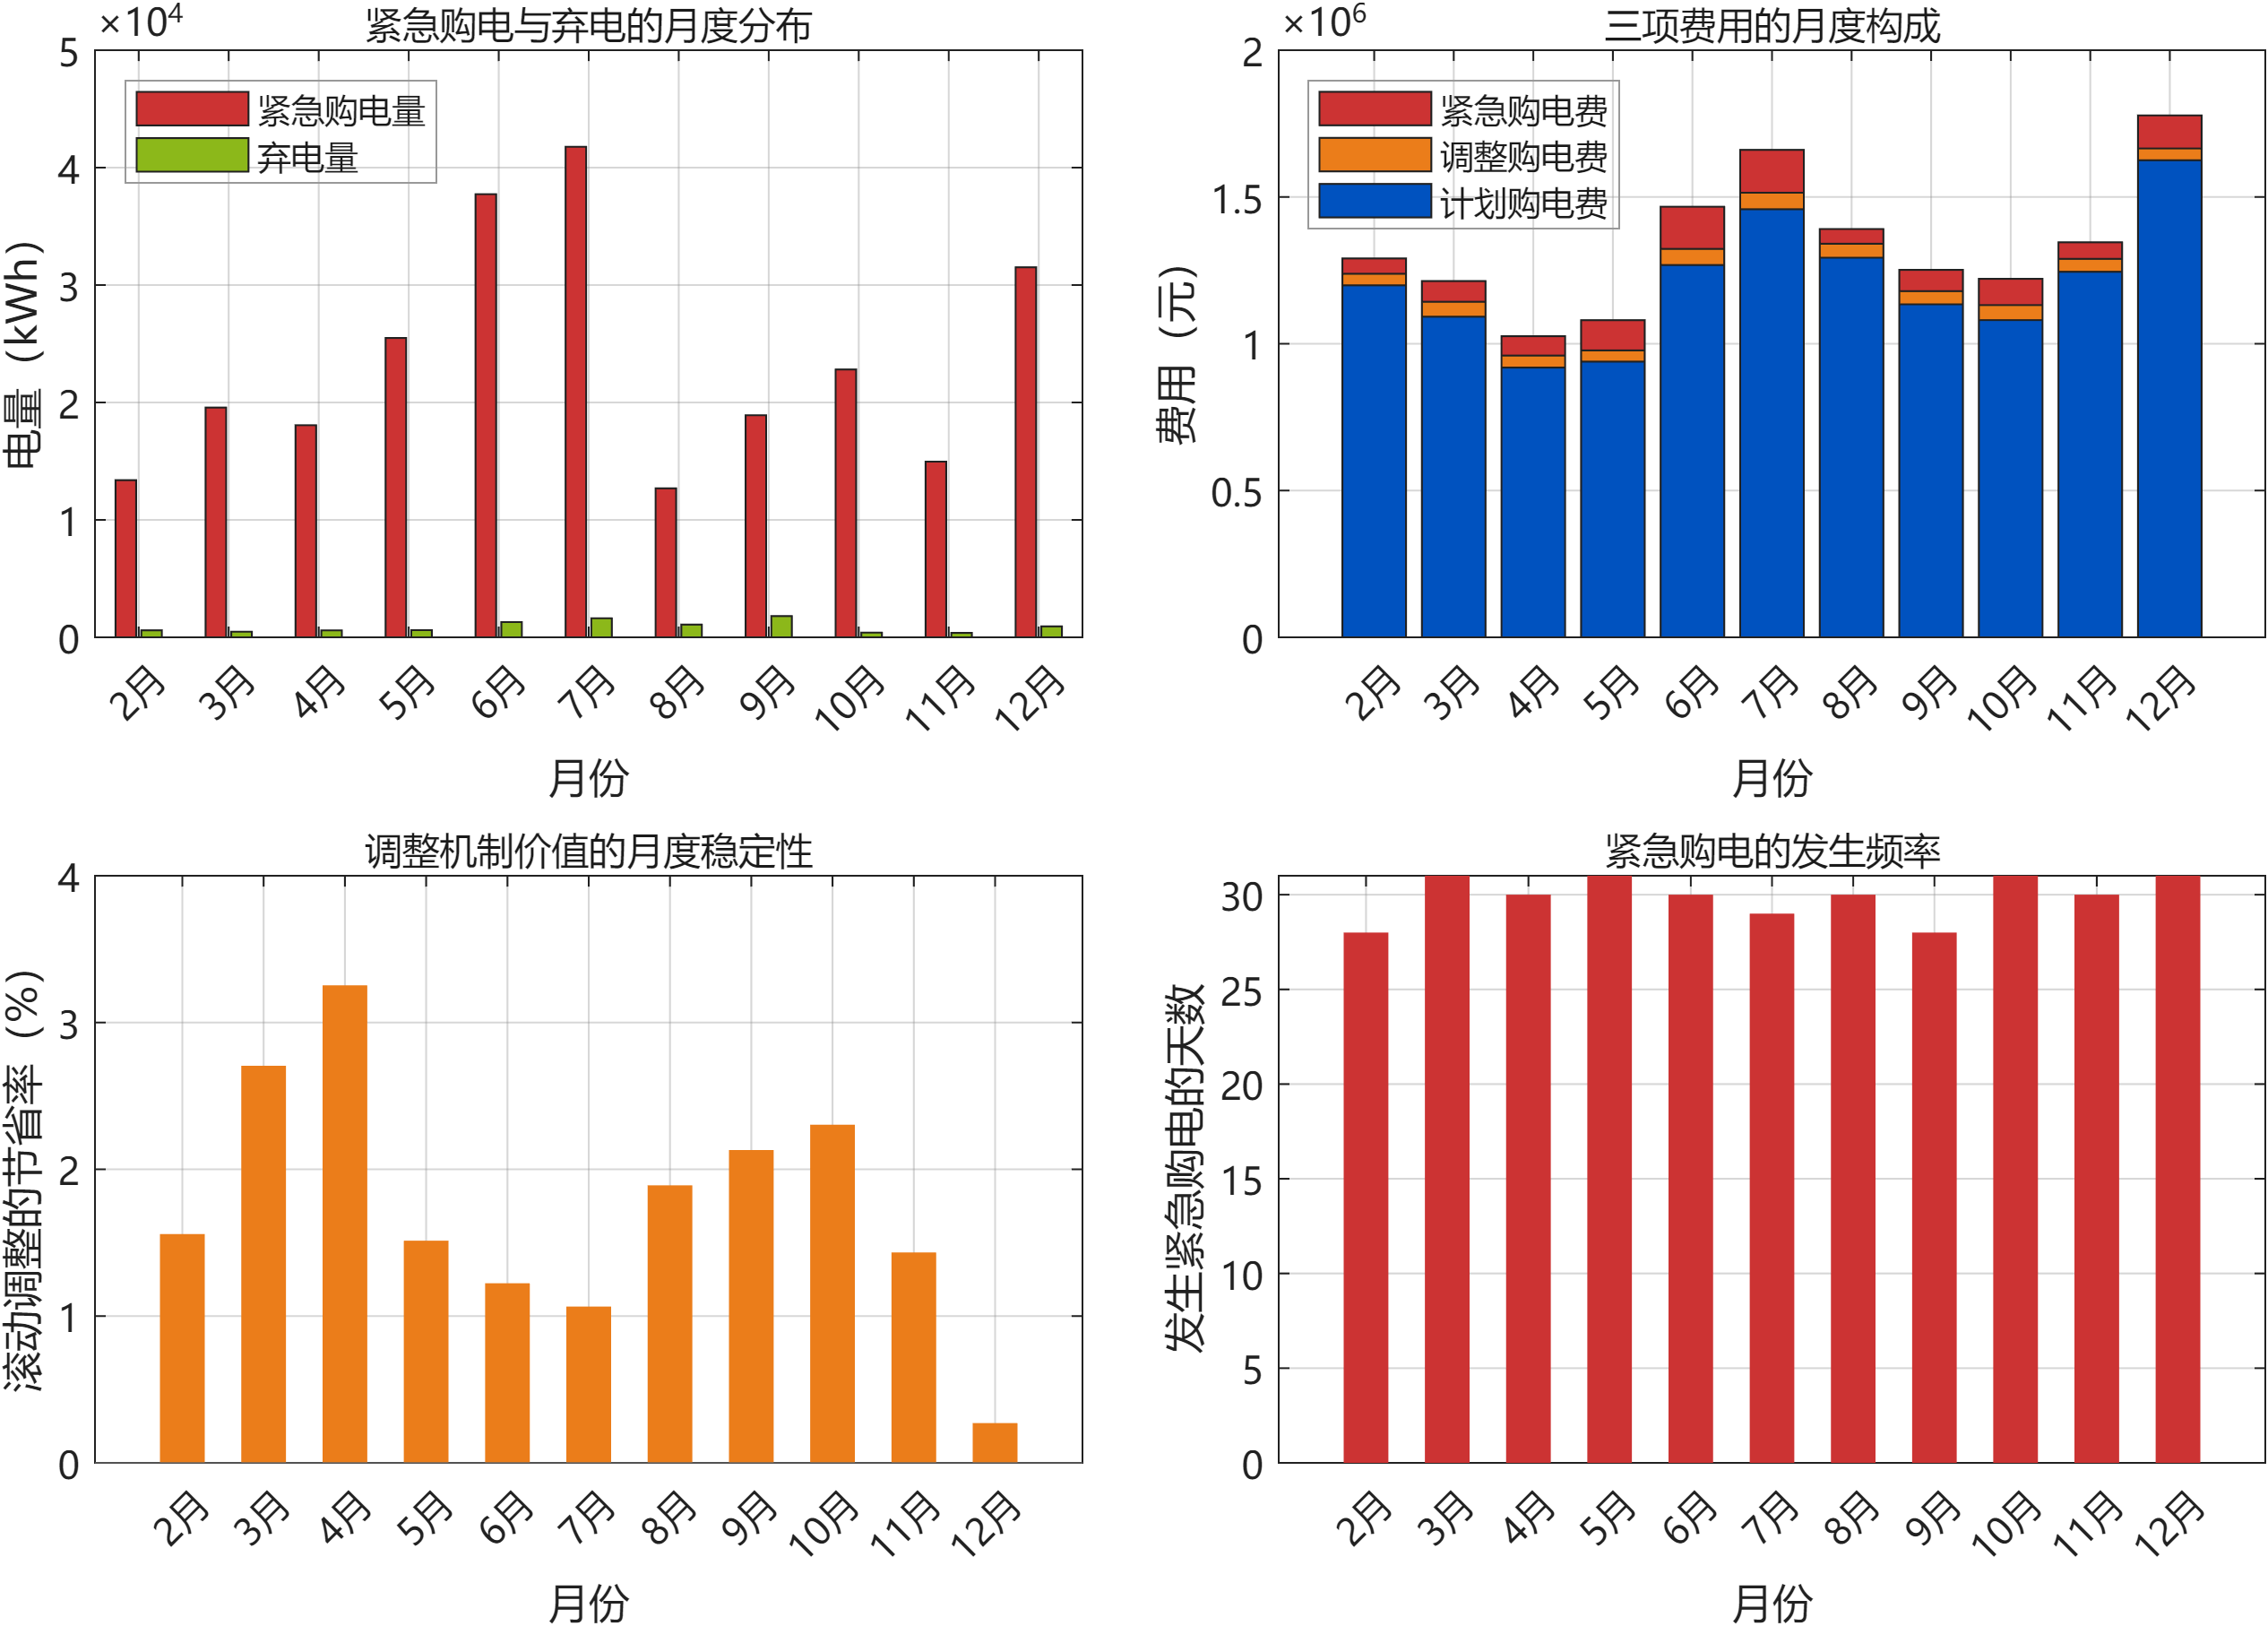 紧急购电与弃电的月度分布
×10⁴
5
4
3
2
1
0
电量（kWh）
紧急购电量
弃电量
2月 3月 4月 5月 6月 7月 8月 9月 10月 11月 12月
月份
三项费用的月度构成
×10⁶
2
1.5
1
0.5
0
费用（元）
紧急购电费
调整购电费
计划购电费
2月 3月 4月 5月 6月 7月 8月 9月 10月 11月 12月
月份
调整机制价值的月度稳定性
4
3
2
1
0
滚动调整的节省率（%）
2月 3月 4月 5月 6月 7月 8月 9月 10月 11月 12月
月份
紧急购电的发生频率
30
25
20
15
10
5
0
发生紧急购电的天数
2月 3月 4月 5月 6月 7月 8月 9月 10月 11月 12月
月份